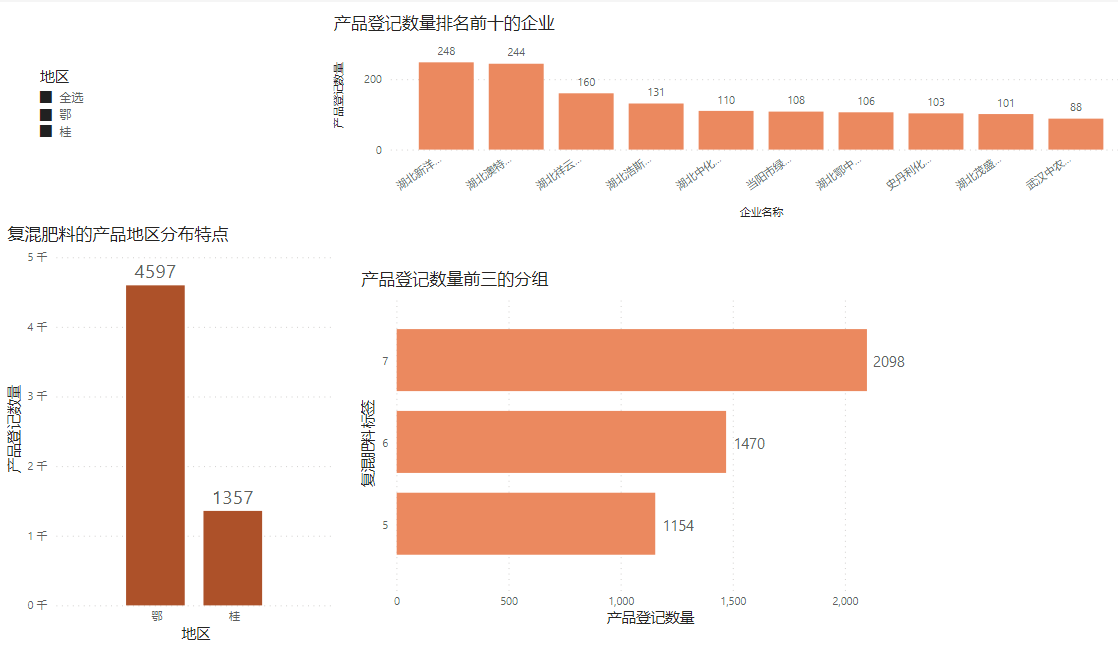 地区
全选
鄂
桂
产品登记数量排名前十的企业
产品登记数量
200
0
248
244
160
131
110
108
106
103
101
88
湖北新洋...
湖北澳特...
湖北祥云...
湖北浩斯...
湖北中化...
当阳市绿...
湖北鄂中...
史丹利化...
湖北茂盛...
武汉中农...
企业名称
复混肥料的产品地区分布特点
产品登记数量
5 千
4 千
3 千
2 千
1 千
0 千
4597
1357
鄂
桂
地区
产品登记数量前三的分组
复混肥料标签
7
2098
6
1470
5
1154
0
500
1,000
1,500
2,000
产品登记数量